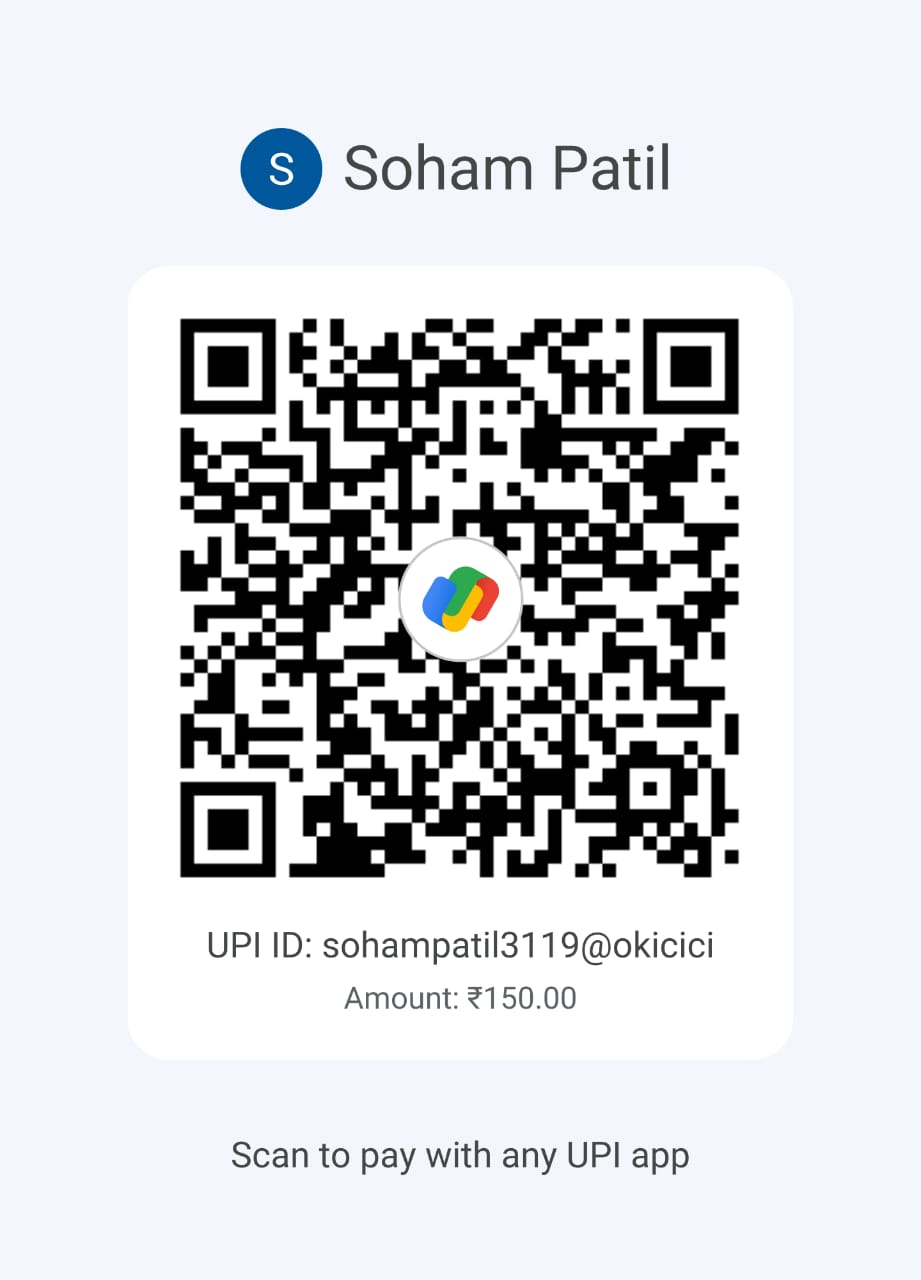 S Soham Patil
UPI ID: sohampatil3119@okicici
Amount: ₹150.00
Scan to pay with any UPI app